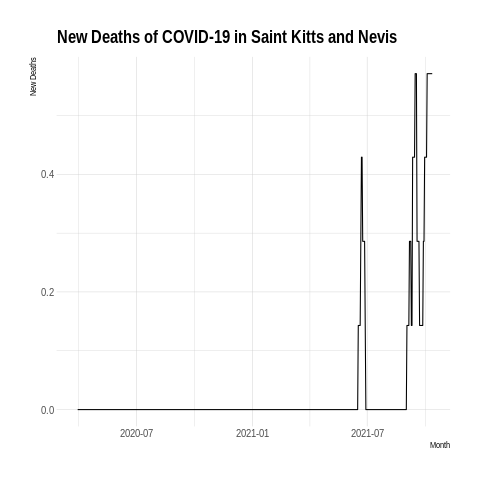 New Deaths of COVID-19 in Saint Kitts and Nevis
New Deaths
0.4
0.2
0.0
2020-07
2021-01
2021-07
Month